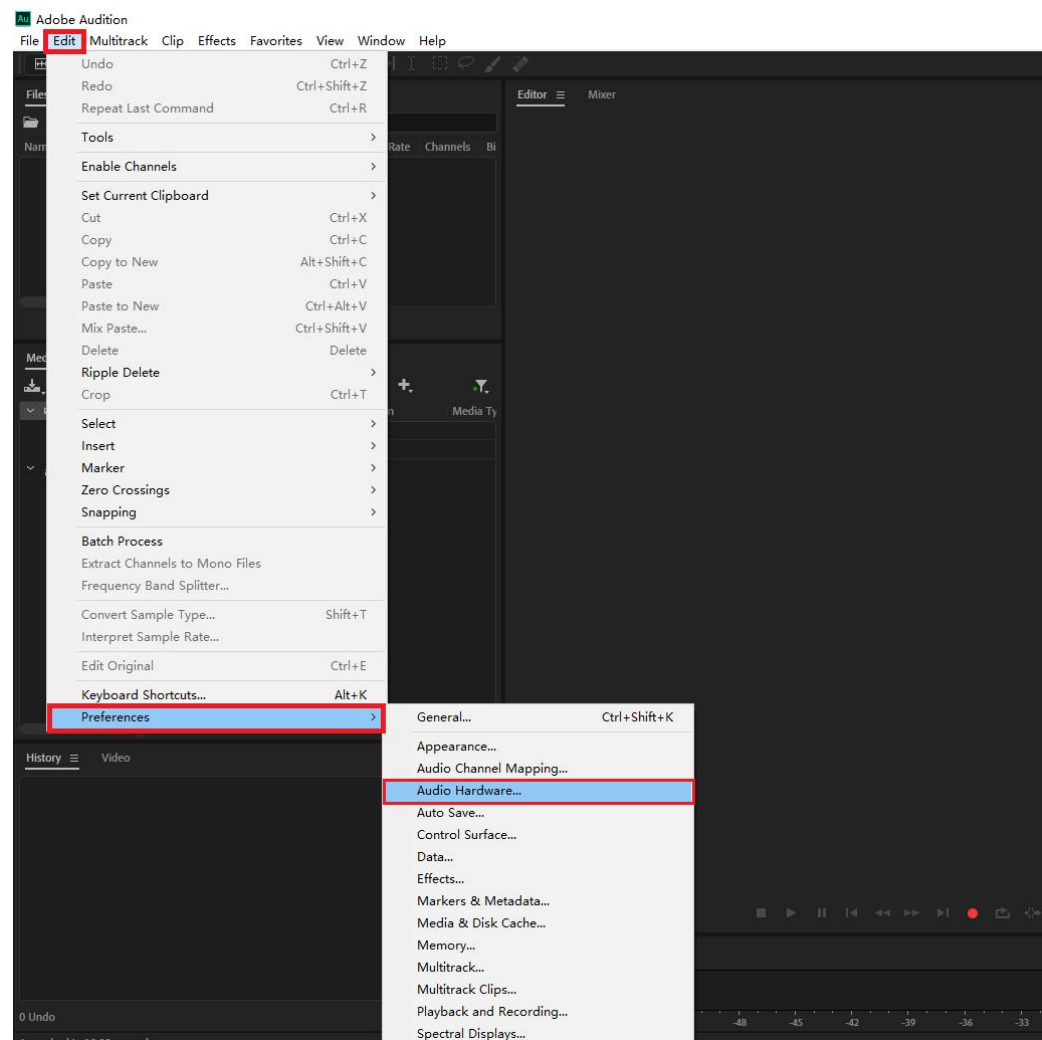 Au Adobe Audition
File Edit Multitrack Clip Effects Favorites View Window Help
Undo Ctrl+Z
Redo Ctrl+Shift+Z
Repeat Last Command Ctrl+R
Tools
Enable Channels
Set Current Clipboard
Cut Ctrl+X
Copy Ctrl+C
Copy to New Alt+Shift+C
Paste Ctrl+V
Paste to New Ctrl+Alt+V
Mix Paste... Ctrl+Shift+V
Delete Delete
Ripple Delete
Crop Ctrl+T
Select
Insert
Marker
Zero Crossings
Snapping
Batch Process
Extract Channels to Mono Files
Frequency Band Splitter...
Convert Sample Type... Shift+T
Interpret Sample Rate...
Edit Original Ctrl+E
Keyboard Shortcuts... Alt+K
Preferences
General... Ctrl+Shift+K
Appearance...
Audio Channel Mapping...
Audio Hardware...
Auto Save...
Control Surface...
Data...
Effects...
Markers & Metadata...
Media & Disk Cache...
Memory...
Multitrack...
Multitrack Clips...
Playback and Recording...
Spectral Displays...
Files
Nam Rate Channels Bi
Editor Mixer
Med
Media Ty
History Video
0 Undo
-48 -45 -42 -39 -36 -33